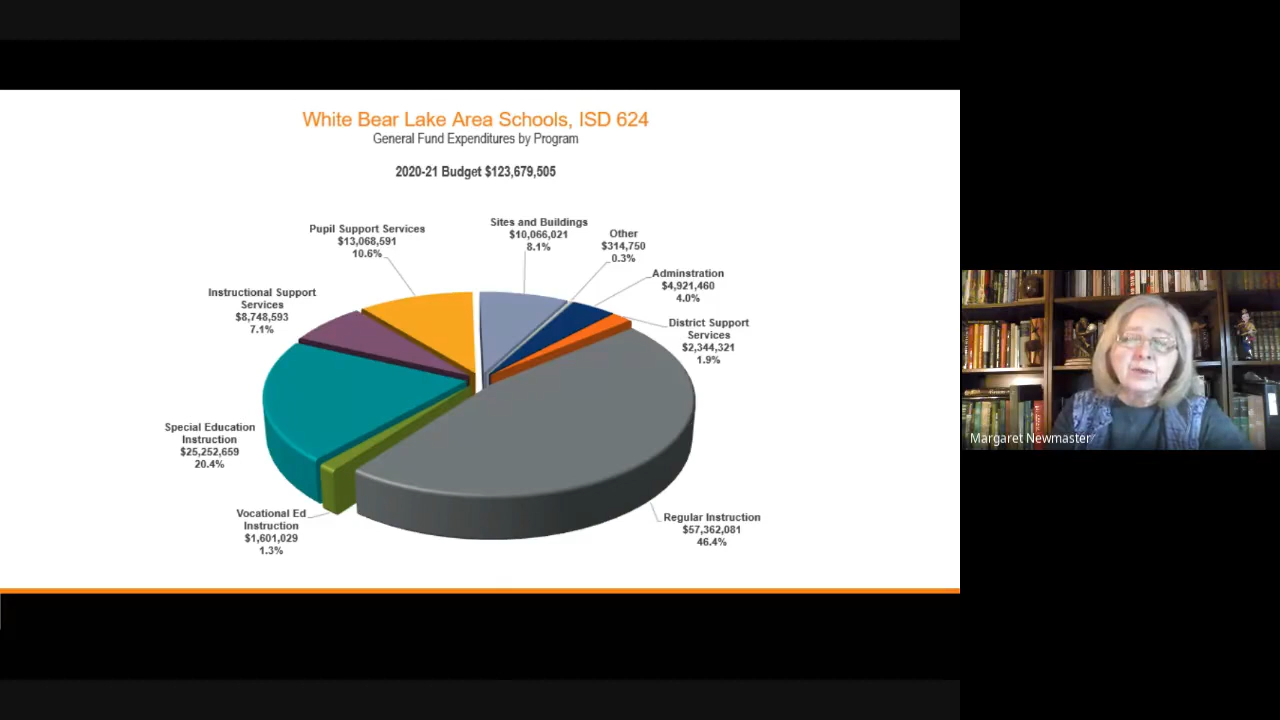 White Bear Lake Area Schools, ISD 624
General Fund Expenditures by Program
2020-21 Budget $123,679,505
Pupil Support Services
$13,068,591
10.6%
Sites and Buildings
$10,066,021
8.1%
Other
$314,750
0.3%
Adminstration
$4,921,460
4.0%
Instructional Support
Services
$8,748,593
7.1%
District Support
Services
$2,344,321
1.9%
Special Education
Instruction
$25,252,659
20.4%
Vocational Ed
Instruction
$1,601,029
1.3%
Regular Instruction
$57,362,081
46.4%
Margaret Newmaster